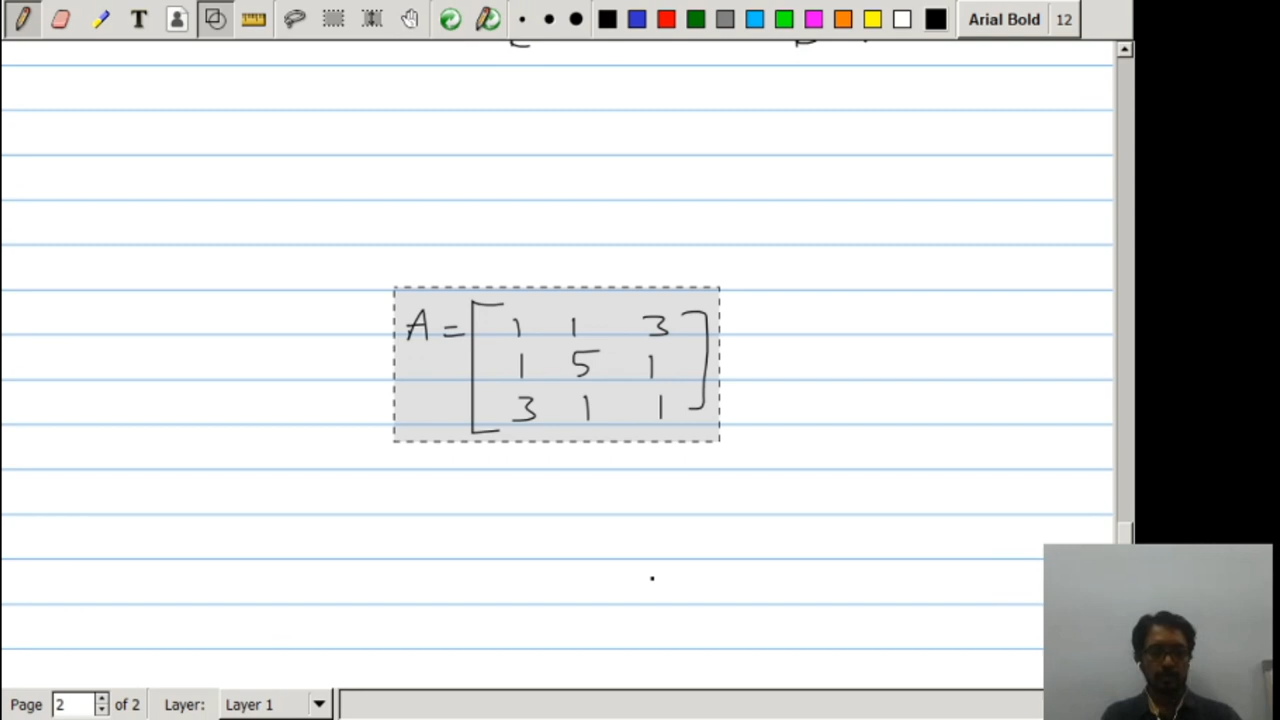 T Arial Bold 12
A = [ 1 1 3
1 5 1
3 1 1 ]
Page 2 of 2 Layer: Layer 1